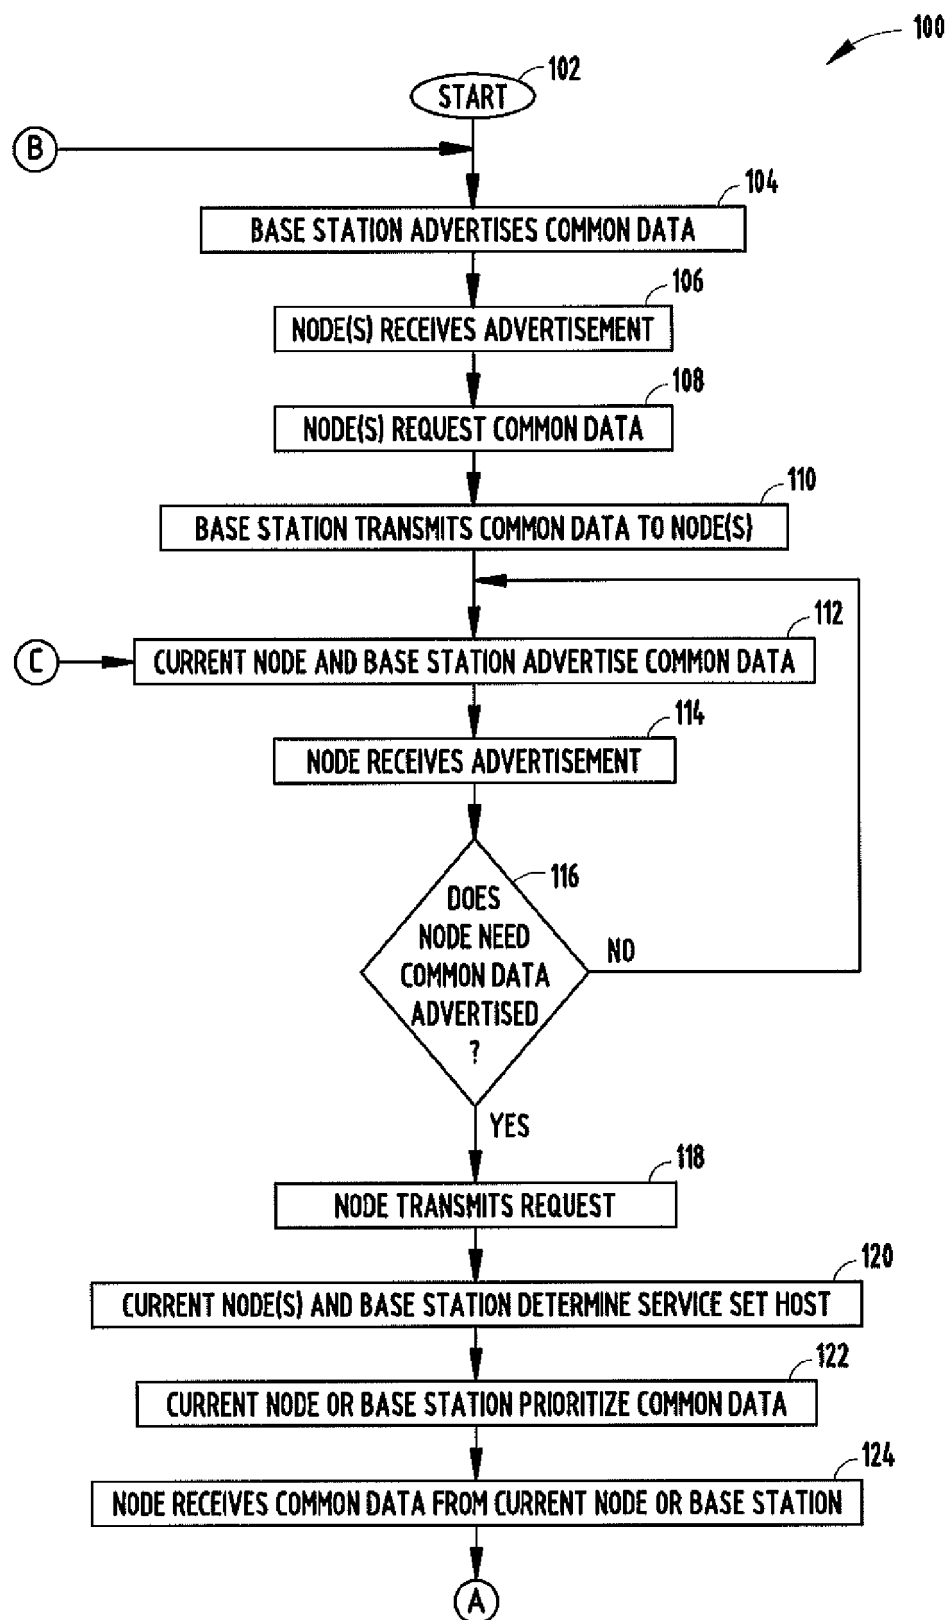 100
102
START
B
104
BASE STATION ADVERTISES COMMON DATA
106
NODE(S) RECEIVES ADVERTISEMENT
108
NODE(S) REQUEST COMMON DATA
110
BASE STATION TRANSMITS COMMON DATA TO NODE(S)
112
C
CURRENT NODE AND BASE STATION ADVERTISE COMMON DATA
114
NODE RECEIVES ADVERTISEMENT
116
DOES
NODE NEED
COMMON DATA
ADVERTISED
?
NO
YES
118
NODE TRANSMITS REQUEST
120
CURRENT NODE(S) AND BASE STATION DETERMINE SERVICE SET HOST
122
CURRENT NODE OR BASE STATION PRIORITIZE COMMON DATA
124
NODE RECEIVES COMMON DATA FROM CURRENT NODE OR BASE STATION
A